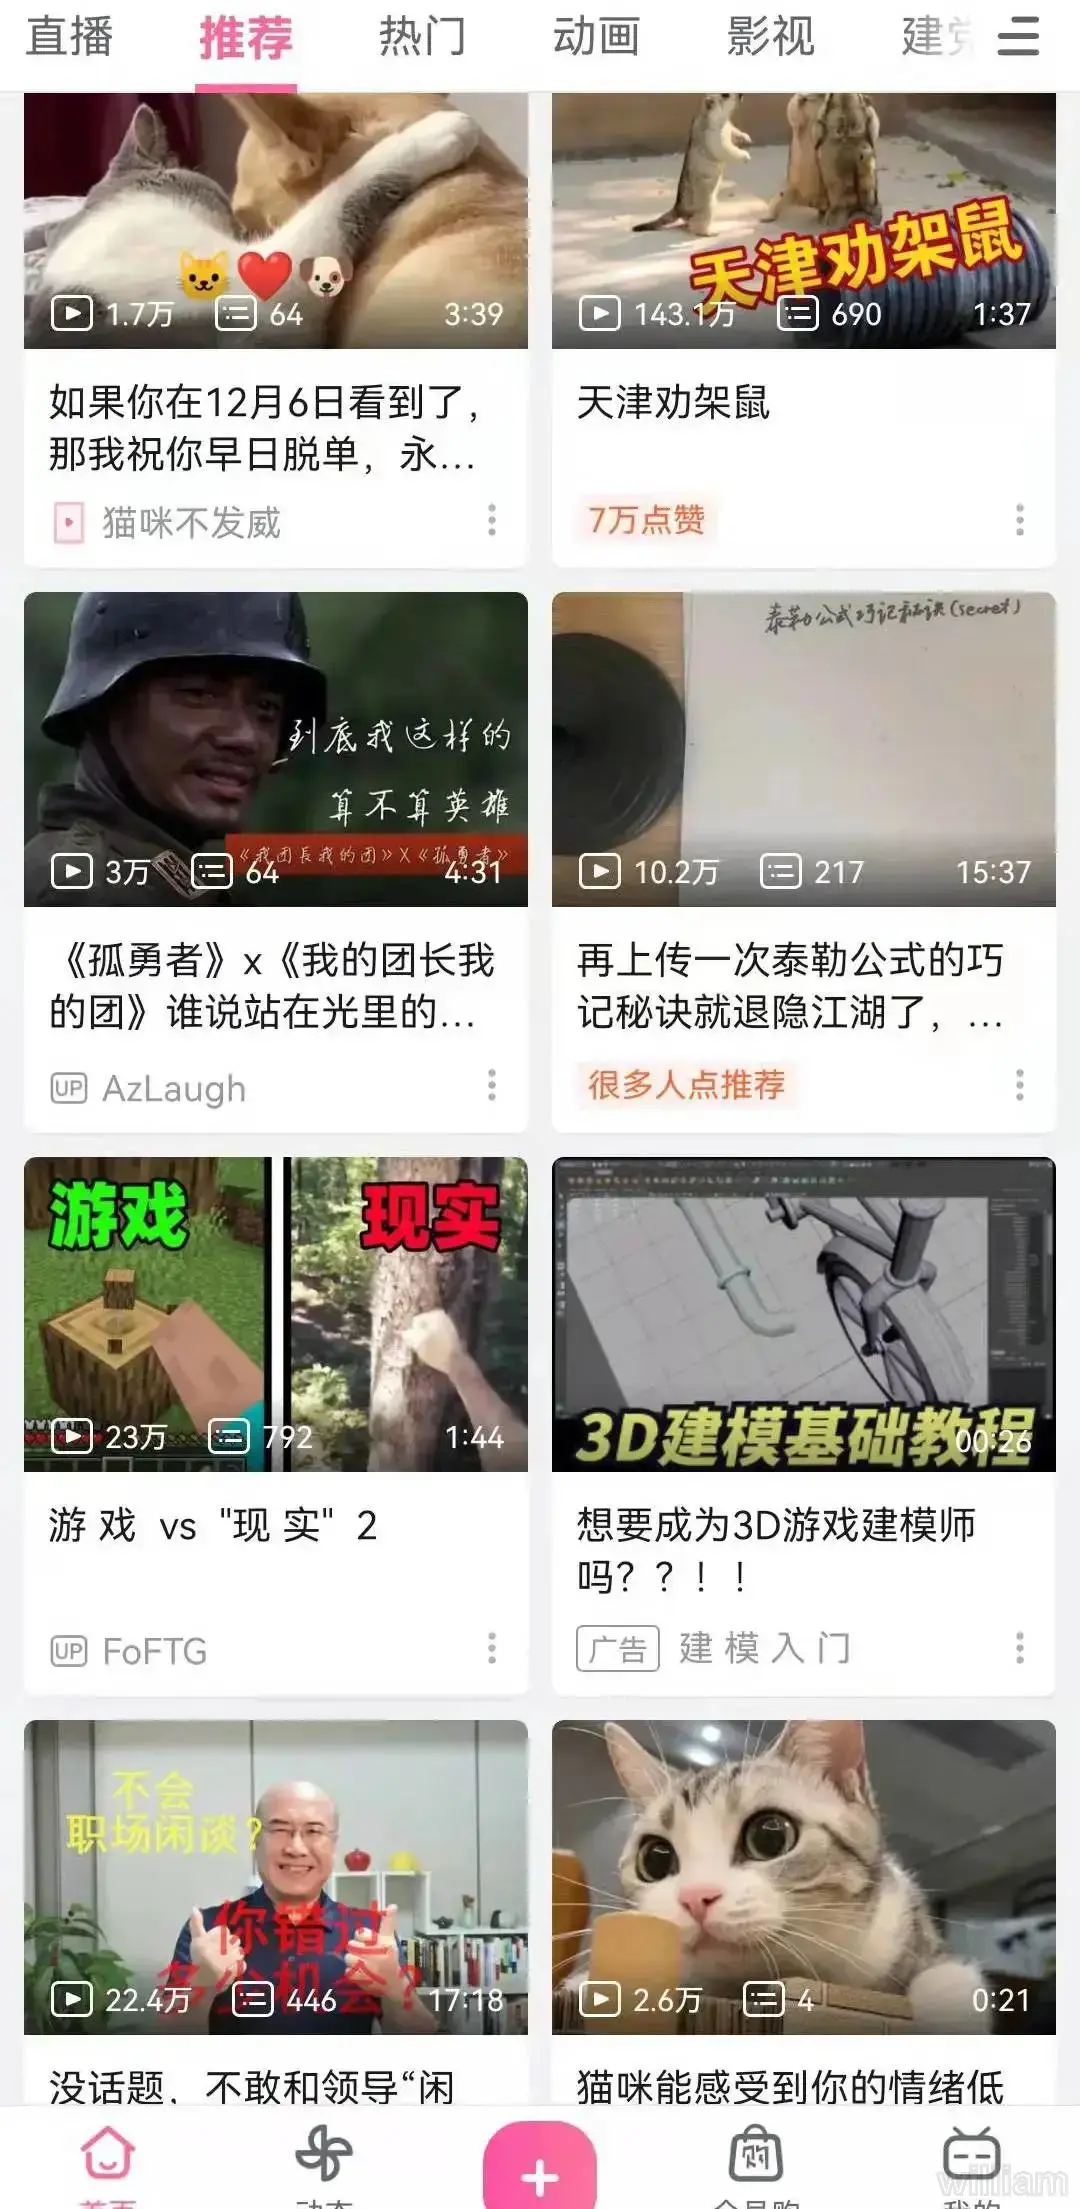 直播 推荐 热门 动画 影视 建党
1.7万 64 3:39
天津劝架鼠
143.1万 690 1:37
如果你在12月6日看到了，
那我祝你早日脱单，永...
猫咪不发威
天津劝架鼠
7万点赞
到底我这样的
算不算英雄
《我团长我的团》X《孤勇者》
3万 64 4:31
泰勒公式巧记秘诀(secret)
10.2万 217 15:37
《孤勇者》x《我的团长我
的团》谁说站在光里的...
UP AzLaugh
再上传一次泰勒公式的巧
记秘诀就退隐江湖了，...
很多人点推荐
游戏 现实
23万 792 1:44
3D建模基础教程
00:26
游 戏 vs "现 实" 2
UP FoFTG
想要成为3D游戏建模师
吗？？！！
广告 建 模 入 门
不会
职场闲谈？
你错过
多少机会？
22.4万 446 17:18
2.6万 4 0:21
没话题，不敢和领导“闲
猫咪能感受到你的情绪低
购
首页 动态 会员购 我的
william